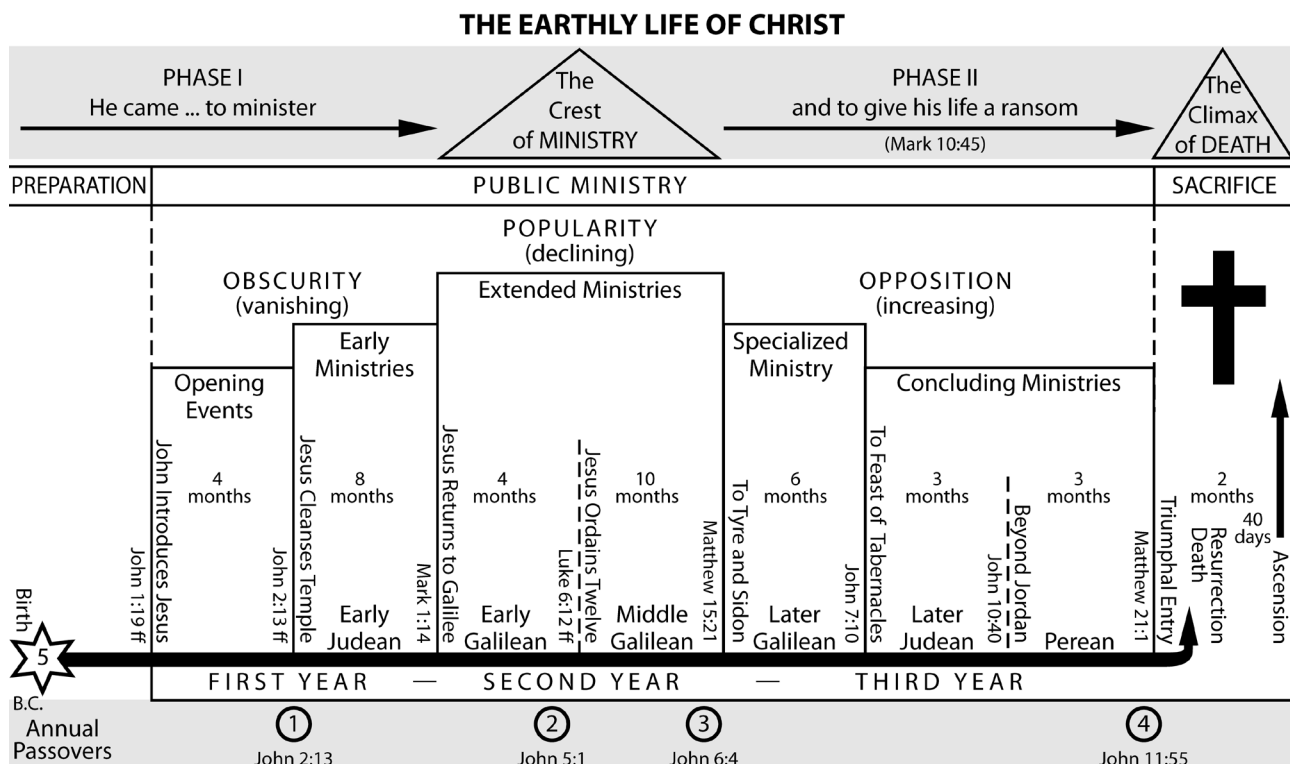 THE EARTHLY LIFE OF CHRIST
PHASE I
He came ... to minister
The
Crest
of MINISTRY
PHASE II
and to give his life a ransom
(Mark 10:45)
The
Climax
of DEATH
PREPARATION
PUBLIC MINISTRY
SACRIFICE
OBSCURITY
(vanishing)
POPULARITY
(declining)
OPPOSITION
(increasing)
Opening
Events
Early
Ministries
Extended Ministries
Specialized
Ministry
Concluding Ministries
4
months
8
months
4
months
10
months
6
months
3
months
3
months
2
months
40
days
Birth
5
B.C.
John 1:19 ff
John Introduces Jesus
John 2:13 ff
Jesus Cleanses Temple
Early
Judean
Mark 1:14
Jesus Returns to Gallilee
Early
Galilean
Luke 6:12 ff
Jesus Ordains Twelve
Middle
Galilean
Matthew 15:21
To Tyre and Sidon
Later
Galilean
John 7:10
To Feast of Tabernacles
Later
Judean
John 10:40
Beyond Jordan
Perean
Matthew 21:1
Triumphal Entry
Death
Resurrection
Ascension
FIRST YEAR — SECOND YEAR — THIRD YEAR
Annual
Passovers
1
John 2:13
2
John 5:1
3
John 6:4
4
John 11:55